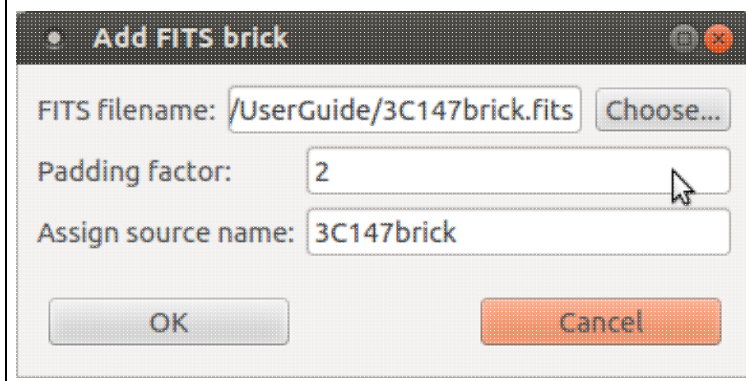 Add FITS brick
FITS filename: /UserGuide/3C147brick.fits Choose...
Padding factor: 2
Assign source name: 3C147brick
OK Cancel